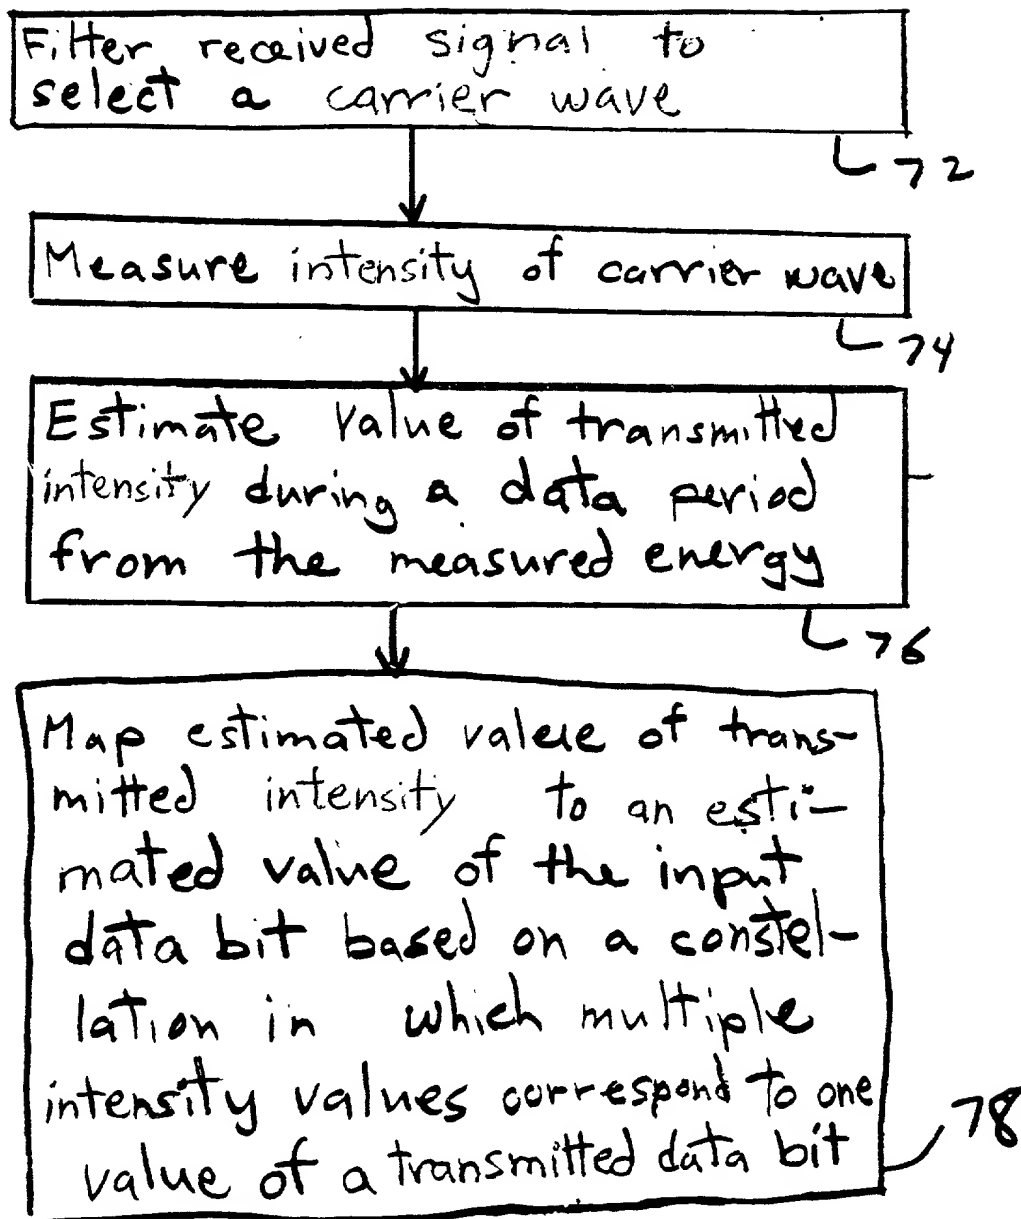 Filter received signal to
select a carrier wave
72
Measure intensity of carrier wave
74
Estimate value of transmitted
intensity during a data period
from the measured energy
76
Map estimated value of trans-
mitted intensity to an esti-
mated value of the input
data bit based on a constel-
lation in which multiple
intensity values correspond to one
value of a transmitted data bit
78